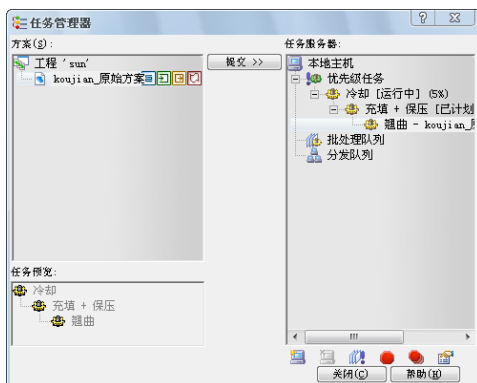 任务管理器
方案(S):
工程 'sun'
koujian_原始方案
提交 >>
任务服务器:
本地主机
优先级任务
冷却 [运行中] (5%)
充填 + 保压 [已计划
翘曲 - koujian_原
批处理队列
分发队列
任务预览:
冷却
充填 + 保压
翘曲
关闭(C)
帮助(H)